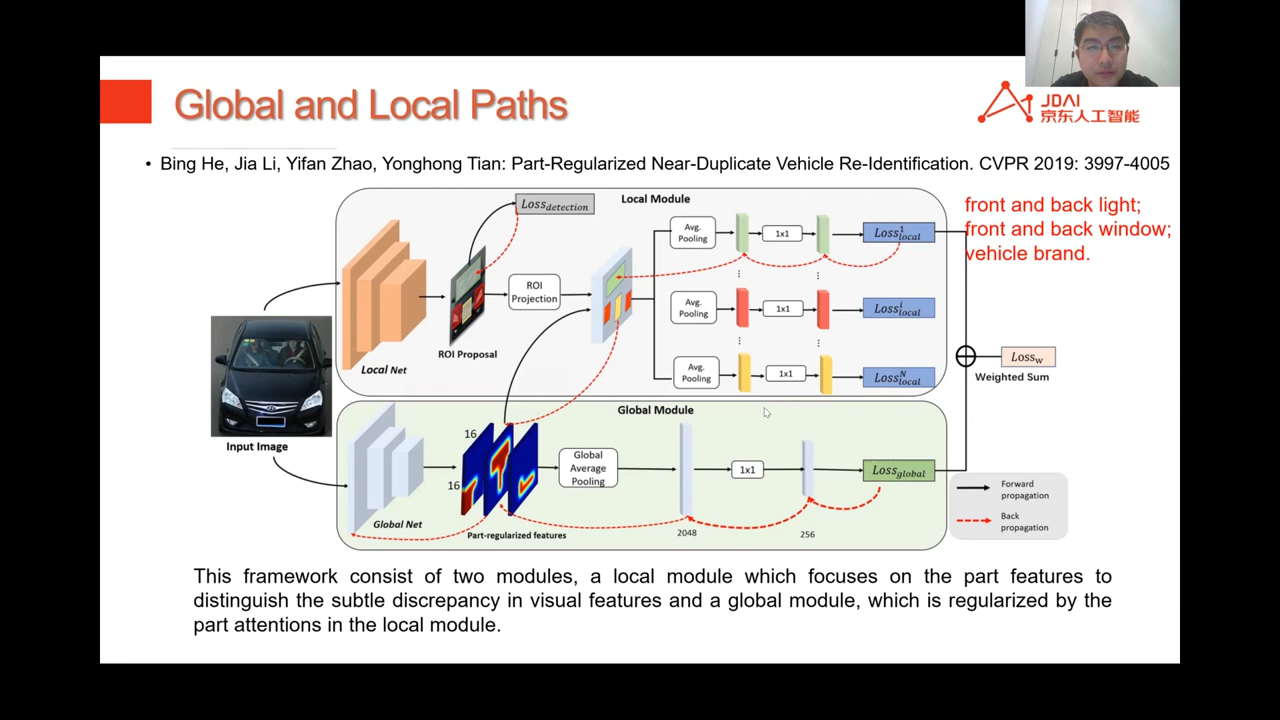 Global and Local Paths
JDAI
京东人工智能
• Bing He, Jia Li, Yifan Zhao, Yonghong Tian: Part-Regularized Near-Duplicate Vehicle Re-Identification. CVPR 2019: 3997-4005
Local Module
Loss_detection
front and back light;
front and back window;
vehicle brand.
Avg. Pooling
1x1
Loss^1_local
ROI Projection
Avg. Pooling
1x1
Loss^i_local
ROI Proposal
Local Net
Avg. Pooling
1x1
Loss^N_local
Loss_w
Weighted Sum
Input Image
Global Module
16
16
Global Average Pooling
1x1
Loss_global
Global Net
Part-regularized features
2048
256
Forward propagation
Back propagation
This framework consist of two modules, a local module which focuses on the part features to
distinguish the subtle discrepancy in visual features and a global module, which is regularized by the
part attentions in the local module.